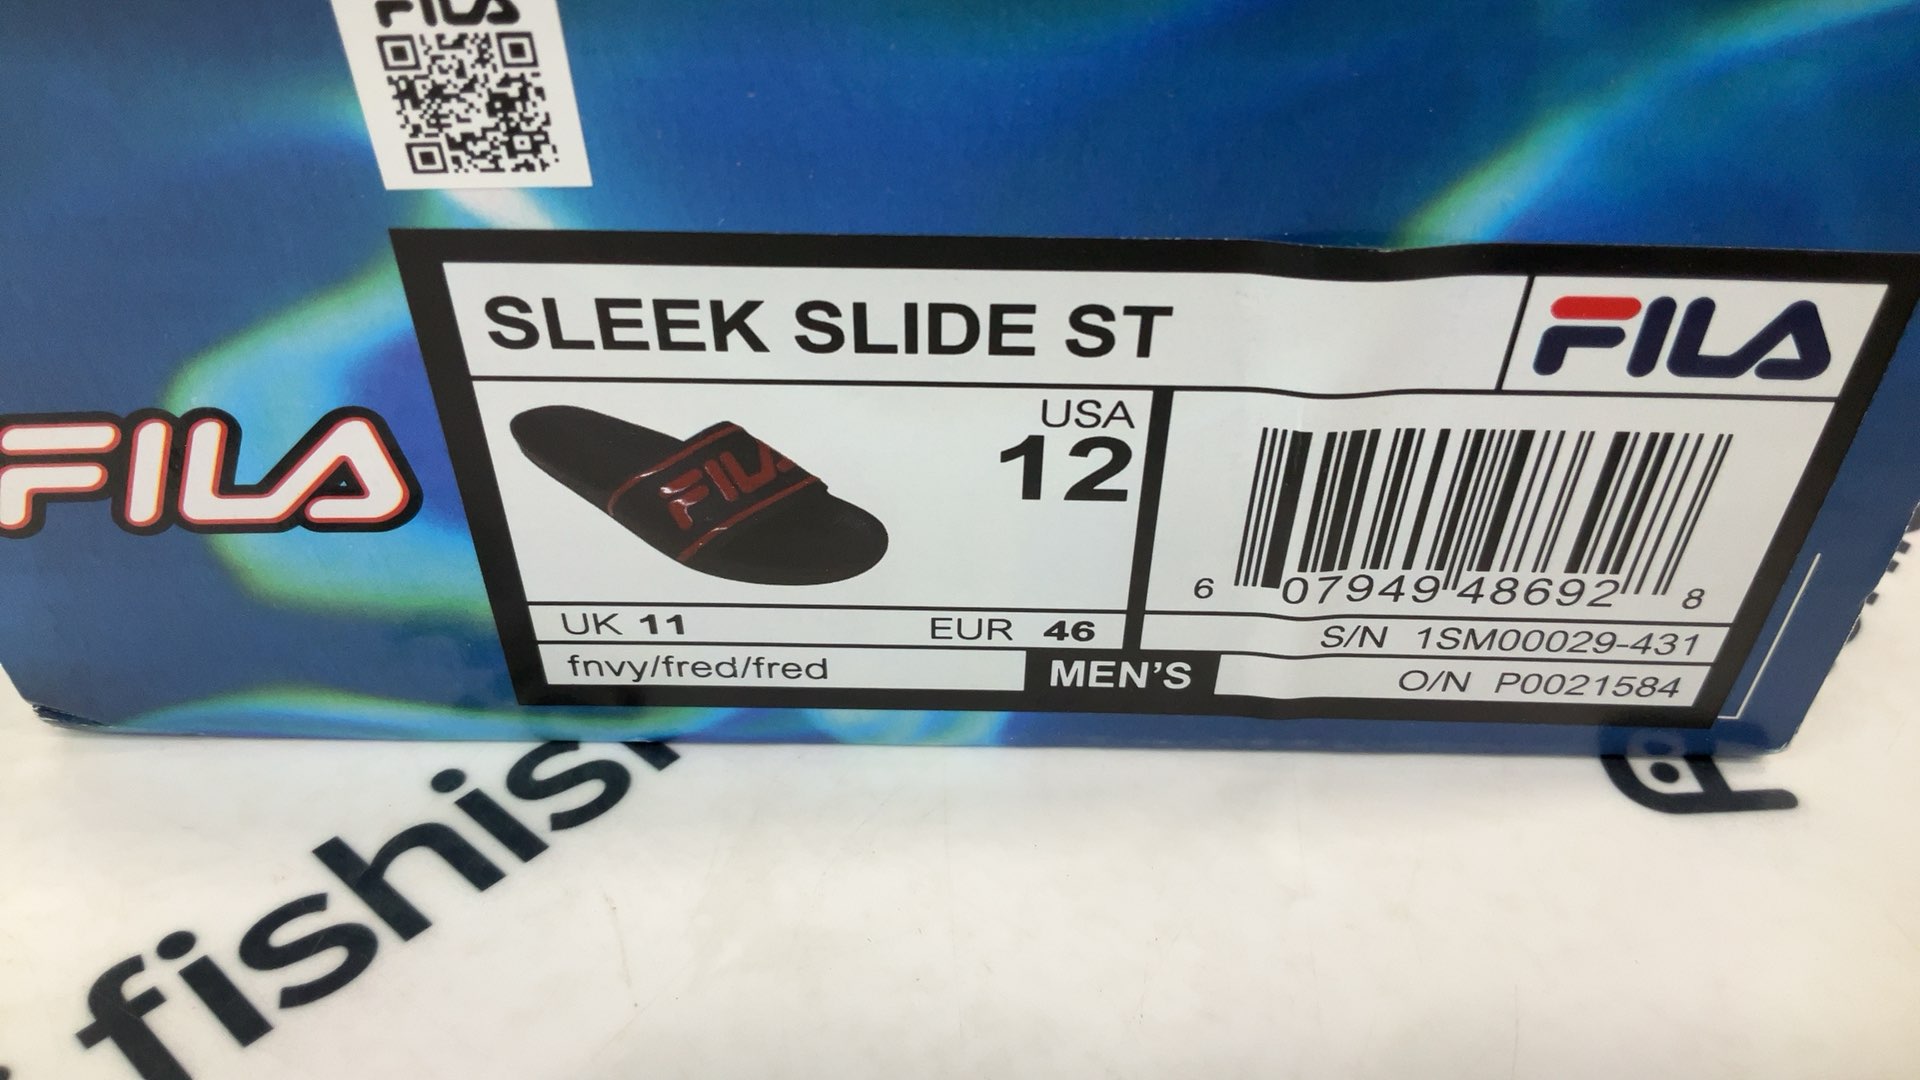 FILA
SLEEK SLIDE ST
FILA
FILA
USA
12
FILA
6 07949 48692 8
UK 11
EUR 46
S/N 1SM00029-431
fnvy/fred/fred
MEN'S
O/N P0021584